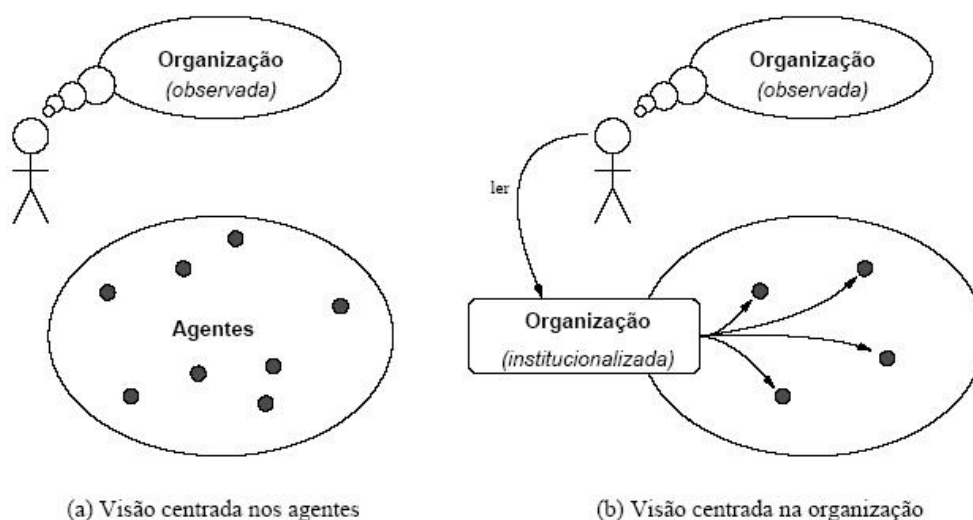 Organização
(observada)
Agentes
(a) Visão centrada nos agentes
Organização
(observada)
ler
Organização
(institucionalizada)
(b) Visão centrada na organização